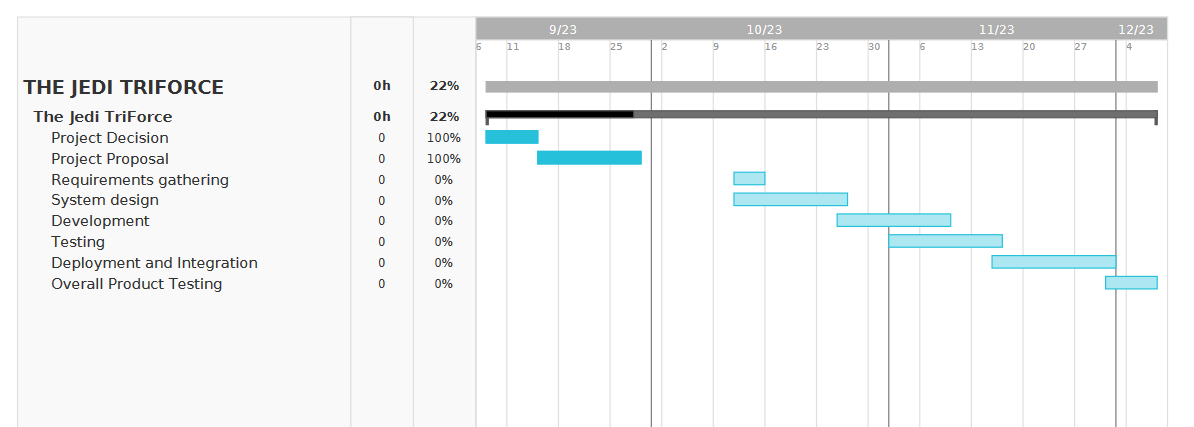 9/23 10/23 11/23 12/23
6 11 18 25 2 9 16 23 30 6 13 20 27 4
THE JEDI TRIFORCE 0h 22%
The Jedi TriForce 0h 22%
Project Decision 0 100%
Project Proposal 0 100%
Requirements gathering 0 0%
System design 0 0%
Development 0 0%
Testing 0 0%
Deployment and Integration 0 0%
Overall Product Testing 0 0%